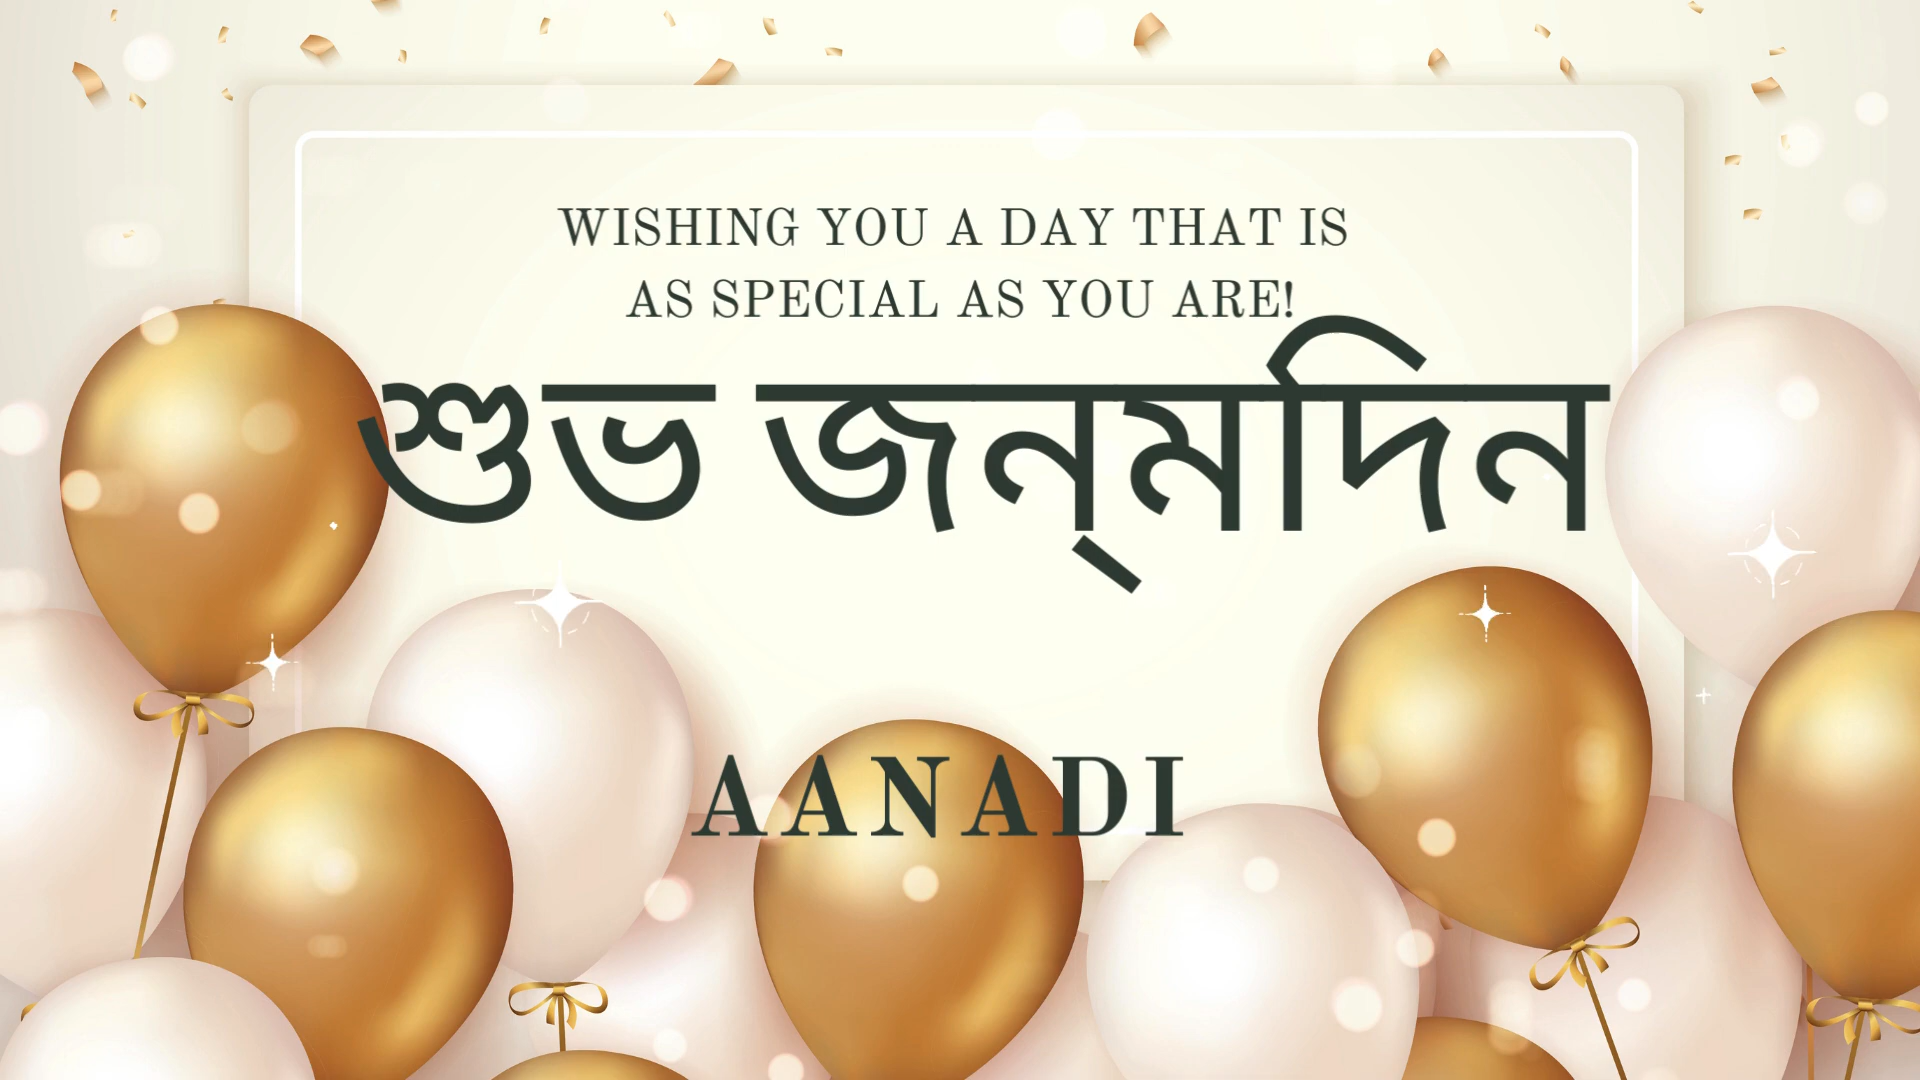 WISHING YOU A DAY THAT IS
AS SPECIAL AS YOU ARE!
শুভ জন্‌মদিন
AANADI